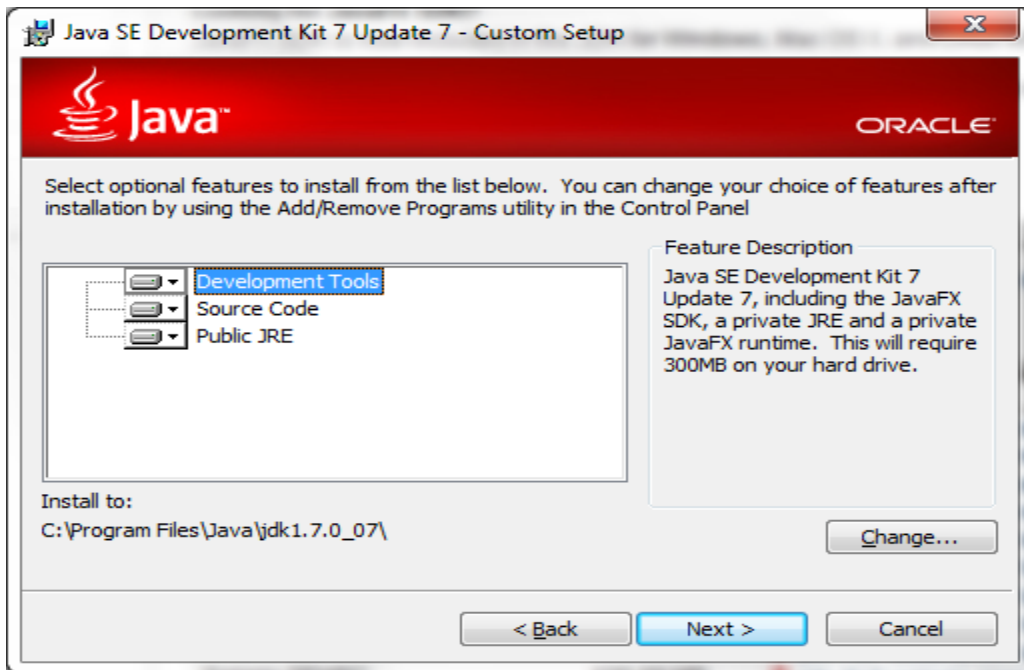 Java SE Development Kit 7 Update 7 - Custom Setup
Java™
ORACLE
Select optional features to install from the list below. You can change your choice of features after
installation by using the Add/Remove Programs utility in the Control Panel
Development Tools
Source Code
Public JRE
Feature Description
Java SE Development Kit 7
Update 7, including the JavaFX
SDK, a private JRE and a private
JavaFX runtime. This will require
300MB on your hard drive.
Install to:
C:\Program Files\Java\jdk1.7.0_07\
Change...
< Back
Next >
Cancel